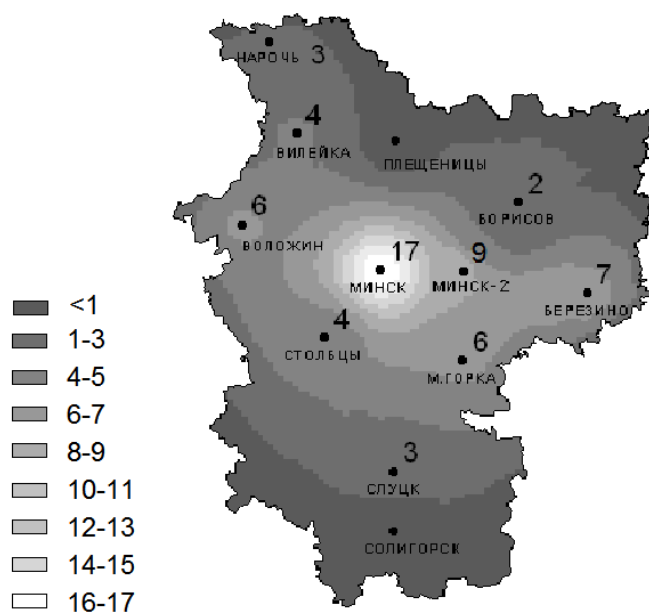 НАРОЧЬ 3
4
ВИЛЕЙКА
ПЛЕЩЕНИЦЫ
2
БОРИСОВ
6
ВОЛОЖИН
17
МИНСК
9
МИНСК-2
7
БЕРЕЗИНО
4
СТОЛБЦЫ
6
М.ГОРКА
3
СЛУЦК
СОЛИГОРСК
<1
1-3
4-5
6-7
8-9
10-11
12-13
14-15
16-17